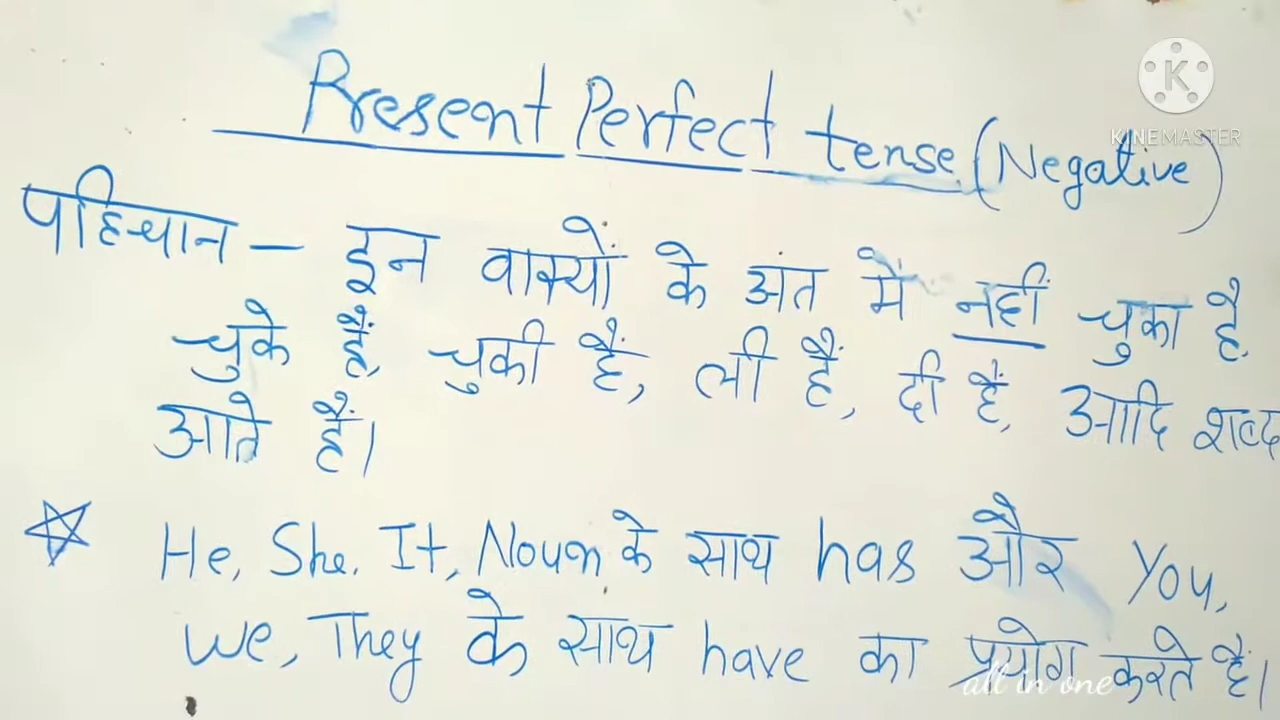 Present Perfect tense (Negative)
KINEMASTER
पहिचान – इन वाक्यों के अंत में नहीं चुका है,
चुके हैं, चुकी हैं, ली हैं, दी हैं, आदि शब्द
आते हैं।
☆ He, She. It, Noun के साथ has और You,
We, They के साथ have का प्रयोग करते हैं।
all in one